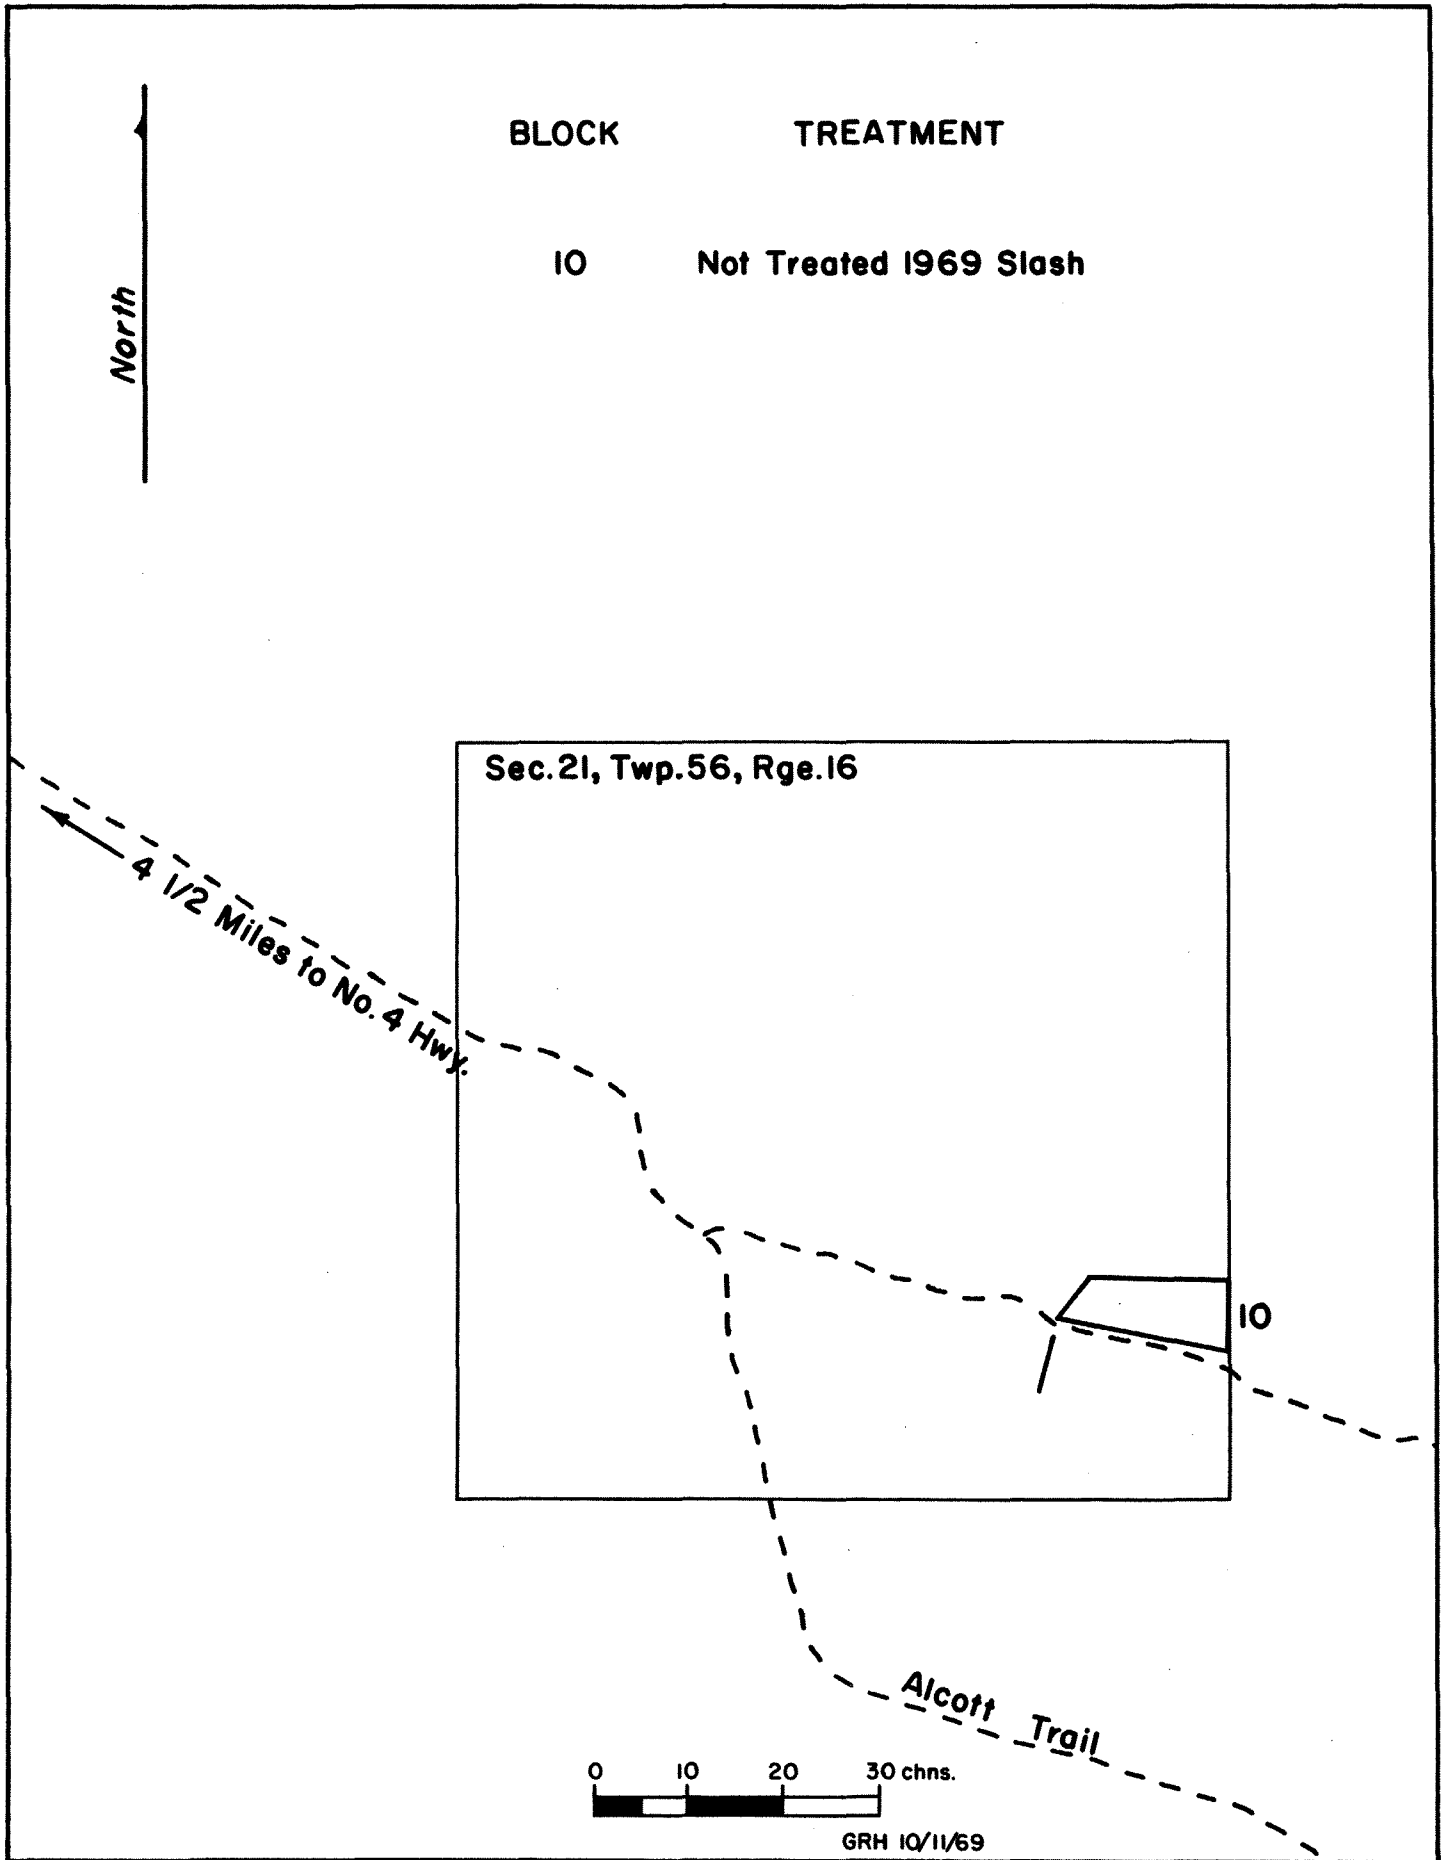 BLOCK TREATMENT
10 Not Treated 1969 Slash
North
Sec.21, Twp.56, Rge.16
4 1/2 Miles to No. 4 Hwy.
10
Alcott Trail
0 10 20 30 chns.
GRH 10/11/69